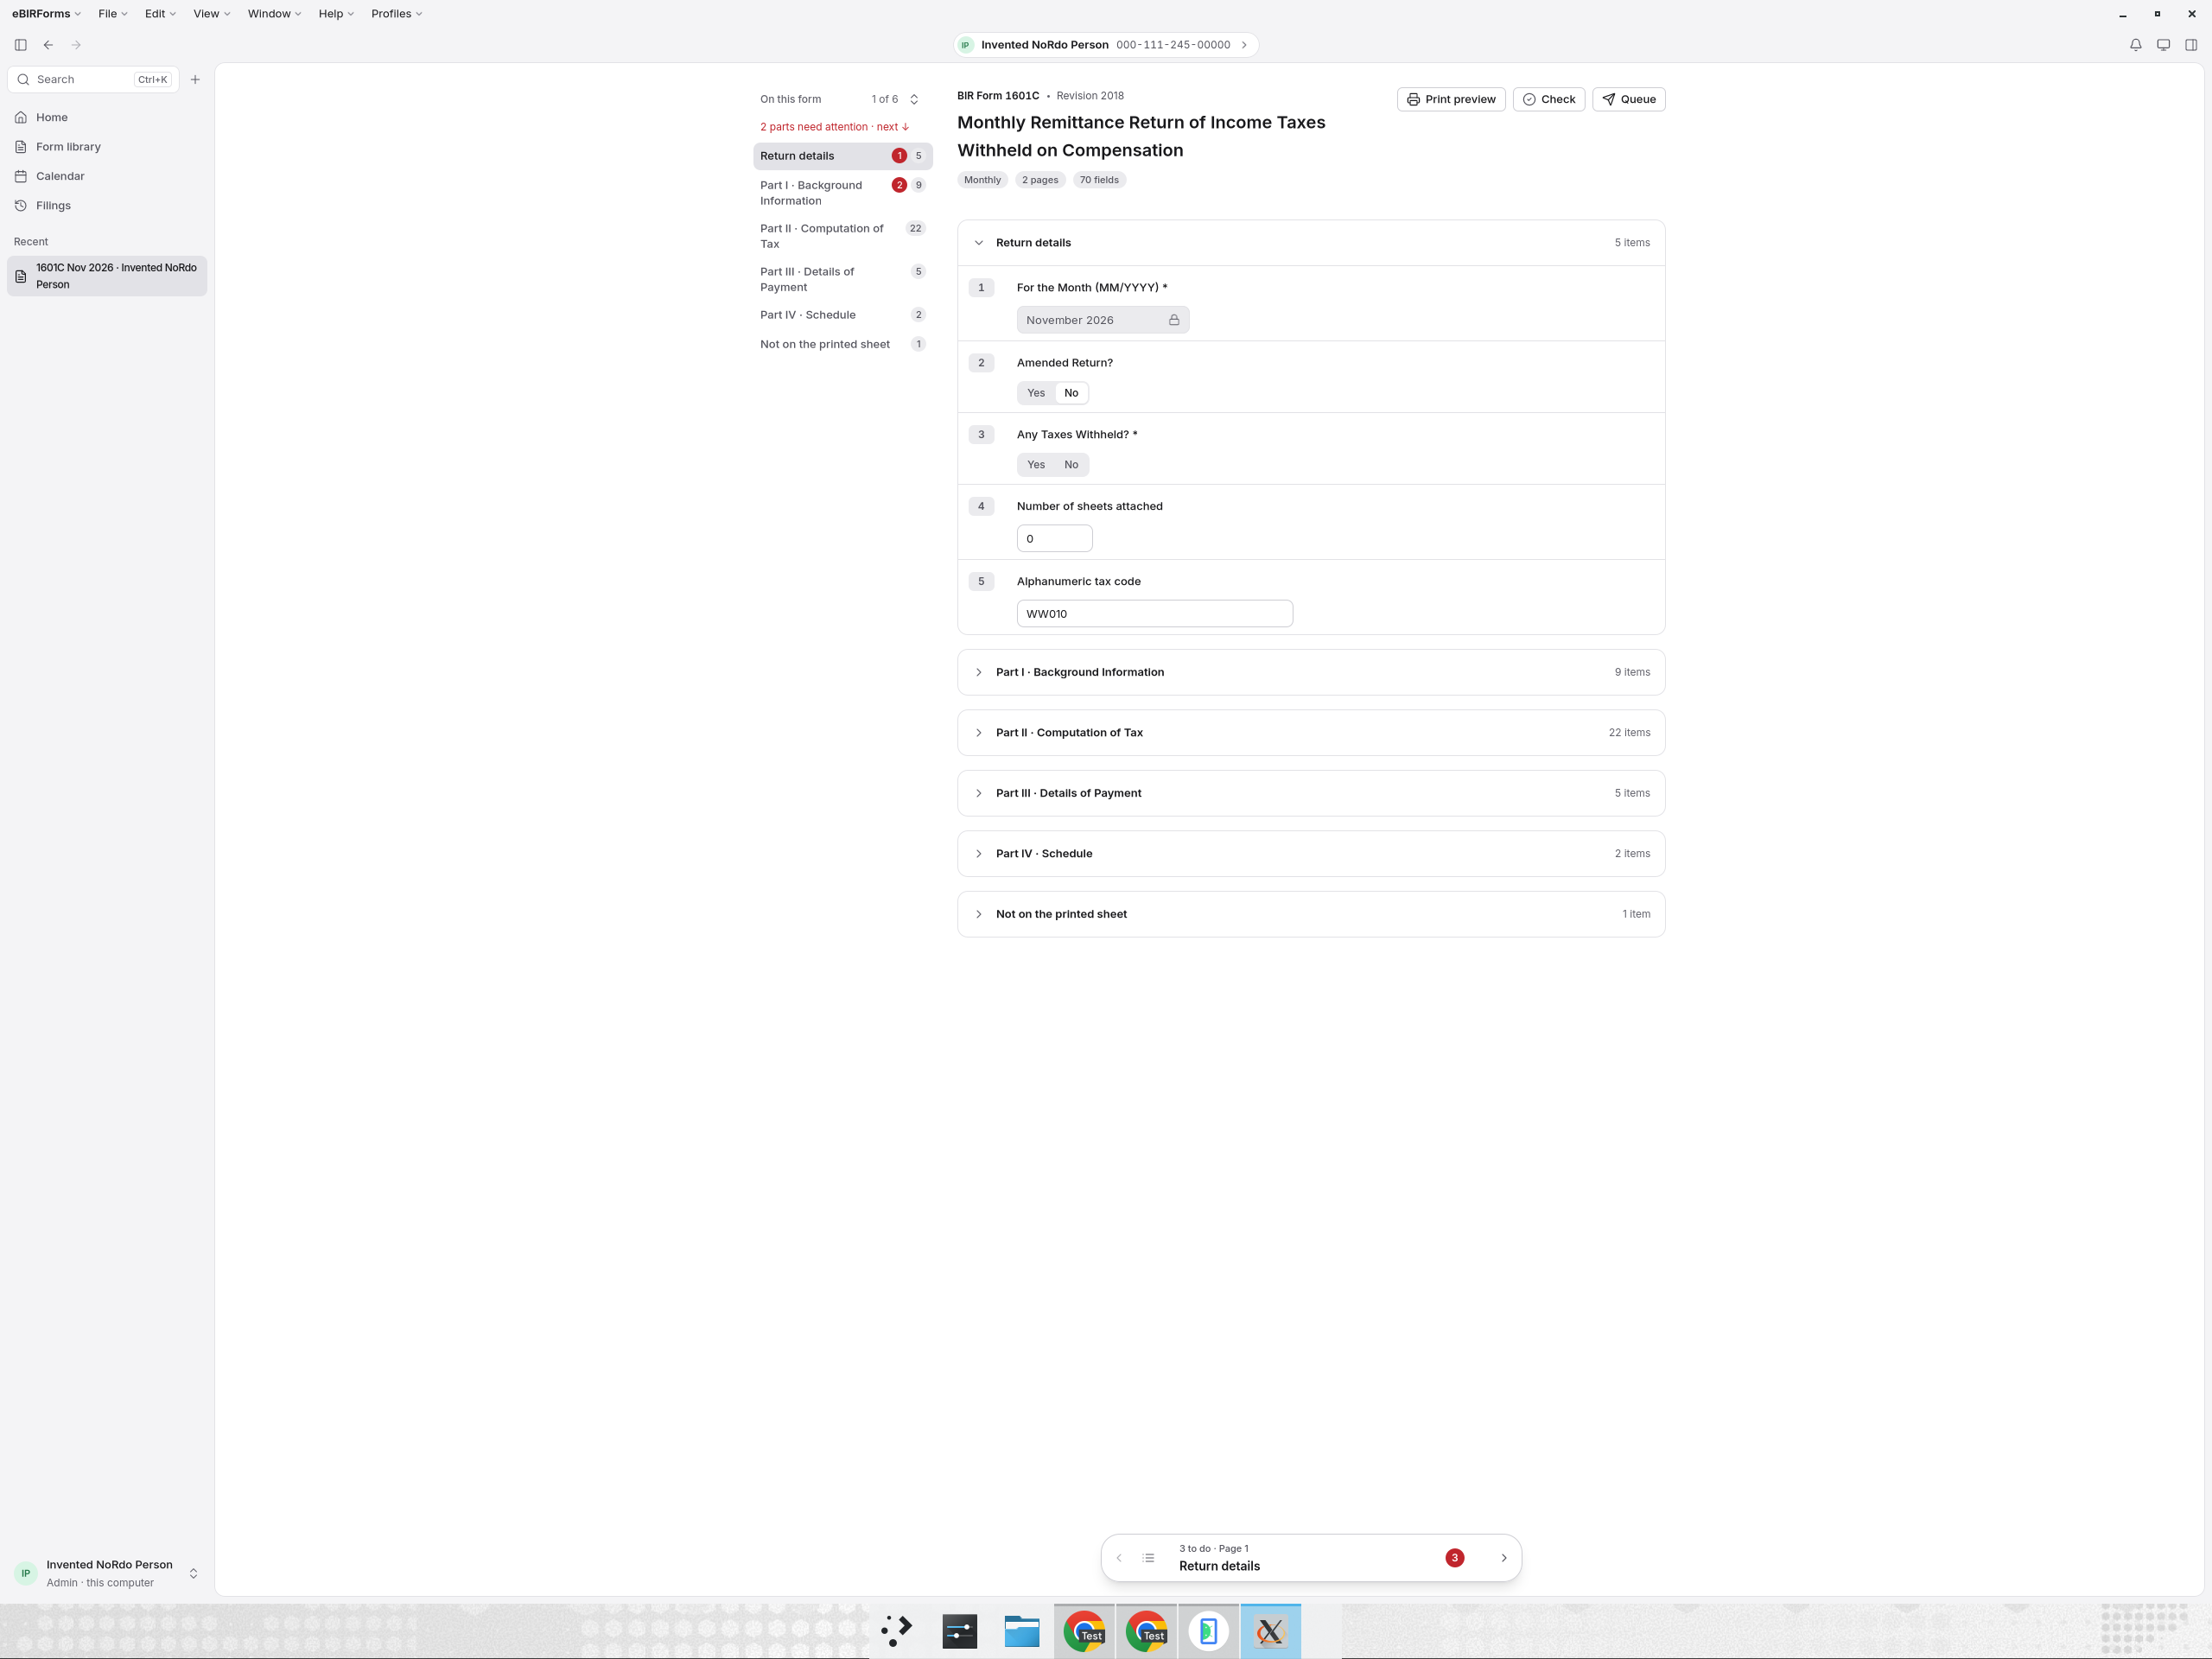 eBIRForms File Edit View Window Help Profiles
IP Invented NoRdo Person 000-111-245-00000
Search Ctrl+K
Home
Form library
Calendar
Filings
Recent
1601C Nov 2026 · Invented NoRdo
Person
On this form 1 of 6
2 parts need attention · next ↓
Return details 1 5
Part I · Background
Information 2 9
Part II · Computation of
Tax 22
Part III · Details of
Payment 5
Part IV · Schedule 2
Not on the printed sheet 1
BIR Form 1601C • Revision 2018
Print preview Check Queue
Monthly Remittance Return of Income Taxes
Withheld on Compensation
Monthly 2 pages 70 fields
Return details 5 items
1 For the Month (MM/YYYY) *
November 2026
2 Amended Return?
Yes No
3 Any Taxes Withheld? *
Yes No
4 Number of sheets attached
0
5 Alphanumeric tax code
WW010
Part I · Background Information 9 items
Part II · Computation of Tax 22 items
Part III · Details of Payment 5 items
Part IV · Schedule 2 items
Not on the printed sheet 1 item
3 to do · Page 1
Return details 3
IP Invented NoRdo Person
Admin · this computer
Test Test